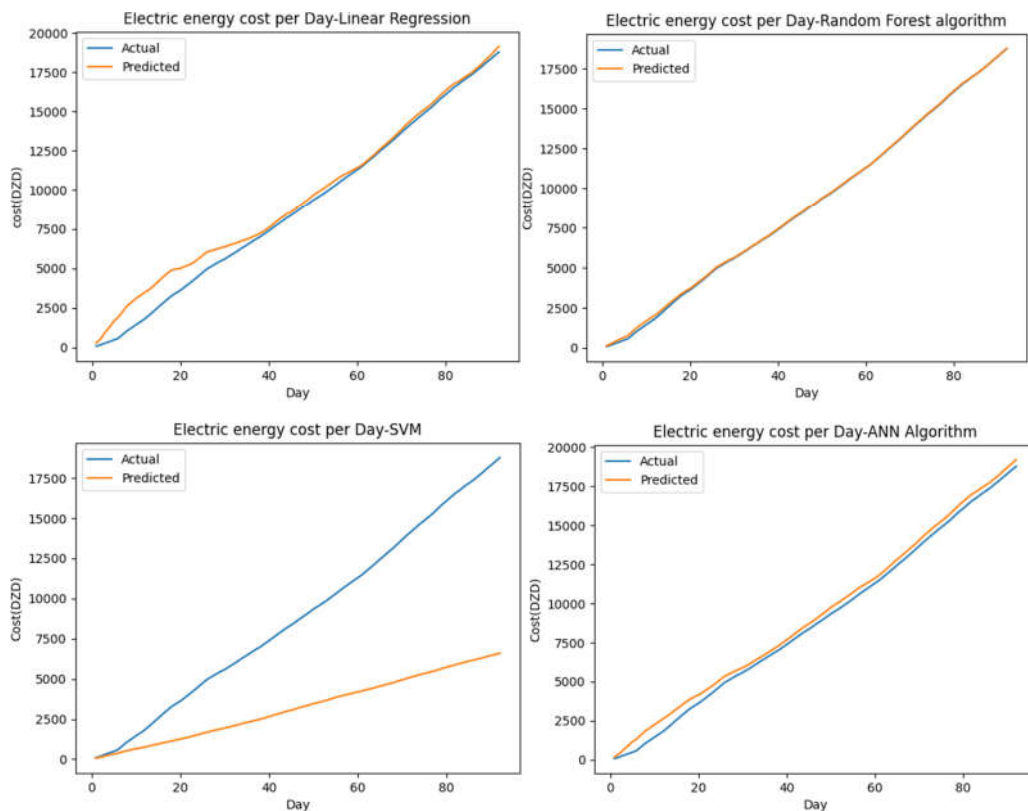 Electric energy cost per Day-Linear Regression
Actual
Predicted
20000
17500
15000
12500
10000
7500
5000
2500
0
cost(DZD)
0 20 40 60 80
Day
Electric energy cost per Day-Random Forest algorithm
Actual
Predicted
17500
15000
12500
10000
7500
5000
2500
0
Cost(DZD)
0 20 40 60 80
Day
Electric energy cost per Day-SVM
Actual
Predicted
17500
15000
12500
10000
7500
5000
2500
0
Cost(DZD)
0 20 40 60 80
Day
Electric energy cost per Day-ANN Algorithm
Actual
Predicted
20000
17500
15000
12500
10000
7500
5000
2500
0
Cost(DZD)
0 20 40 60 80
Day